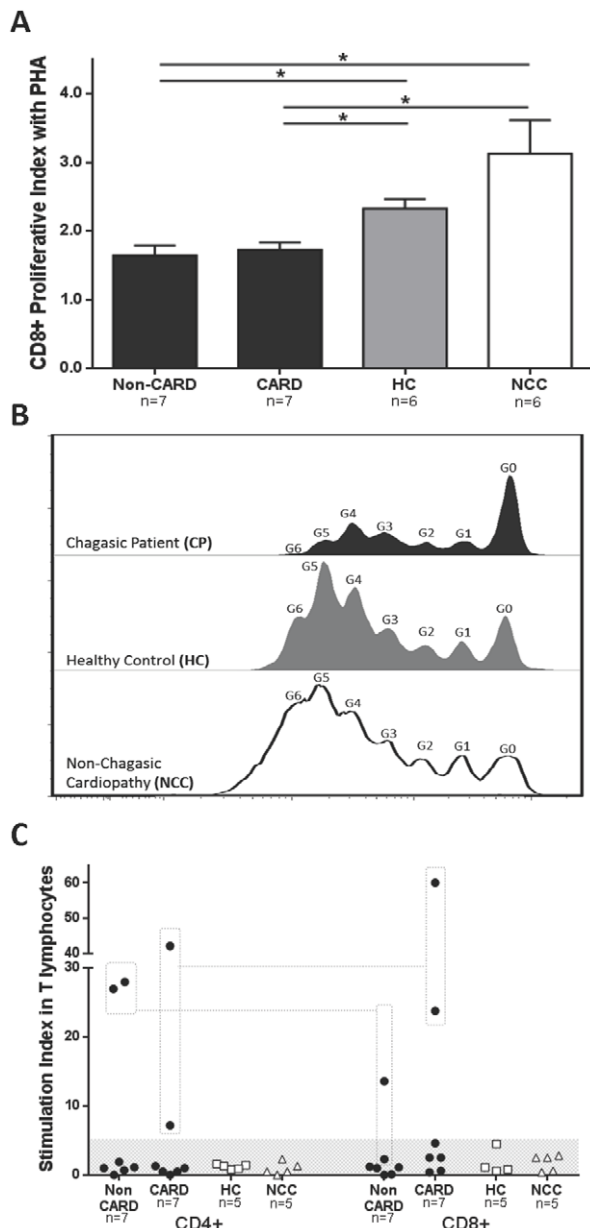 A
* 
*
*
*
CD8+ Proliferative Index with PHA
4.0
3.0
2.0
1.0
0.0
Non-CARD CARD HC NCC
n=7 n=7 n=6 n=6
B
G0
G6 G5 G4 G3 G2 G1
Chagasic Patient (CP)
G6 G5 G4 G3 G2 G1 G0
Healthy Control (HC)
G6 G5 G4 G3 G2 G1 G0
Non-Chagasic
Cardiopathy (NCC)
C
Stimulation Index in T lymphocytes
60
50
40
30
20
10
0
Non CARD HC NCC Non CARD HC NCC
CARD n=7 n=5 n=5 CARD n=7 n=5 n=5
n=7 n=7
CD4+ CD8+